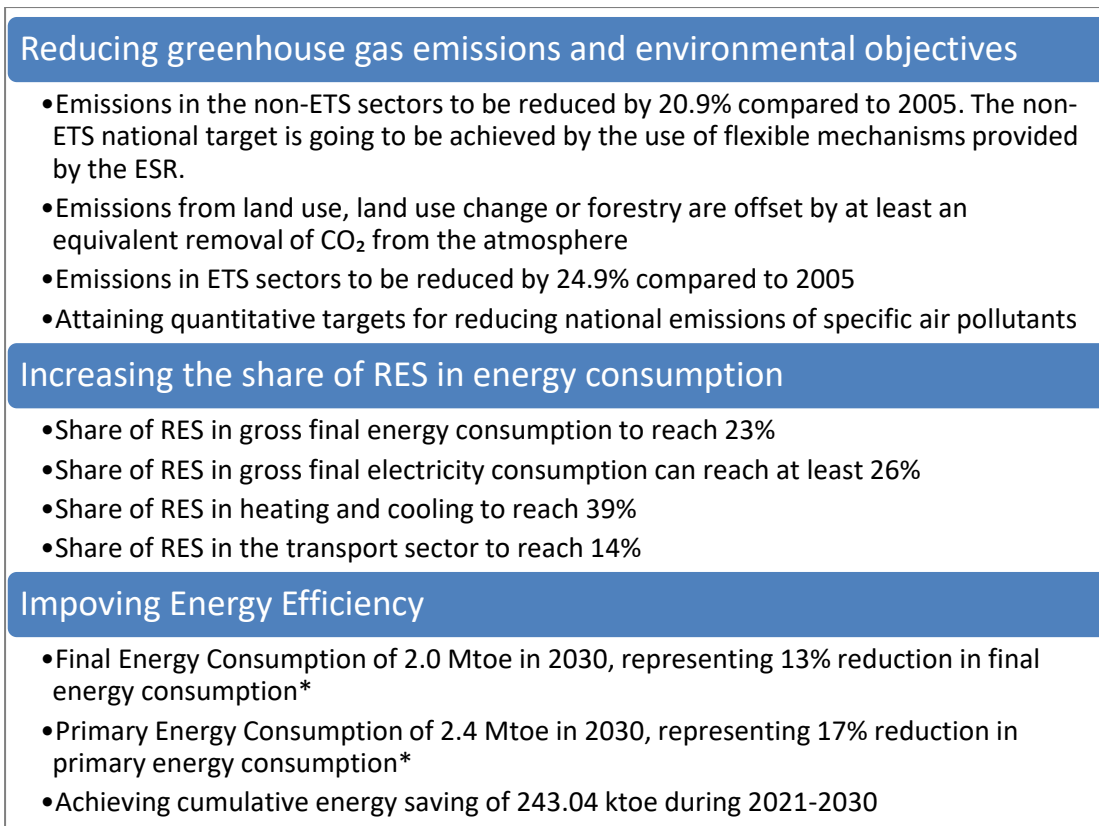 Reducing greenhouse gas emissions and environmental objectives
•Emissions in the non-ETS sectors to be reduced by 20.9% compared to 2005. The non-
ETS national target is going to be achieved by the use of flexible mechanisms provided
by the ESR.
•Emissions from land use, land use change or forestry are offset by at least an
equivalent removal of CO₂ from the atmosphere
•Emissions in ETS sectors to be reduced by 24.9% compared to 2005
•Attaining quantitative targets for reducing national emissions of specific air pollutants
Increasing the share of RES in energy consumption
•Share of RES in gross final energy consumption to reach 23%
•Share of RES in gross final electricity consumption can reach at least 26%
•Share of RES in heating and cooling to reach 39%
•Share of RES in the transport sector to reach 14%
Impoving Energy Efficiency
•Final Energy Consumption of 2.0 Mtoe in 2030, representing 13% reduction in final
energy consumption*
•Primary Energy Consumption of 2.4 Mtoe in 2030, representing 17% reduction in
primary energy consumption*
•Achieving cumulative energy saving of 243.04 ktoe during 2021-2030